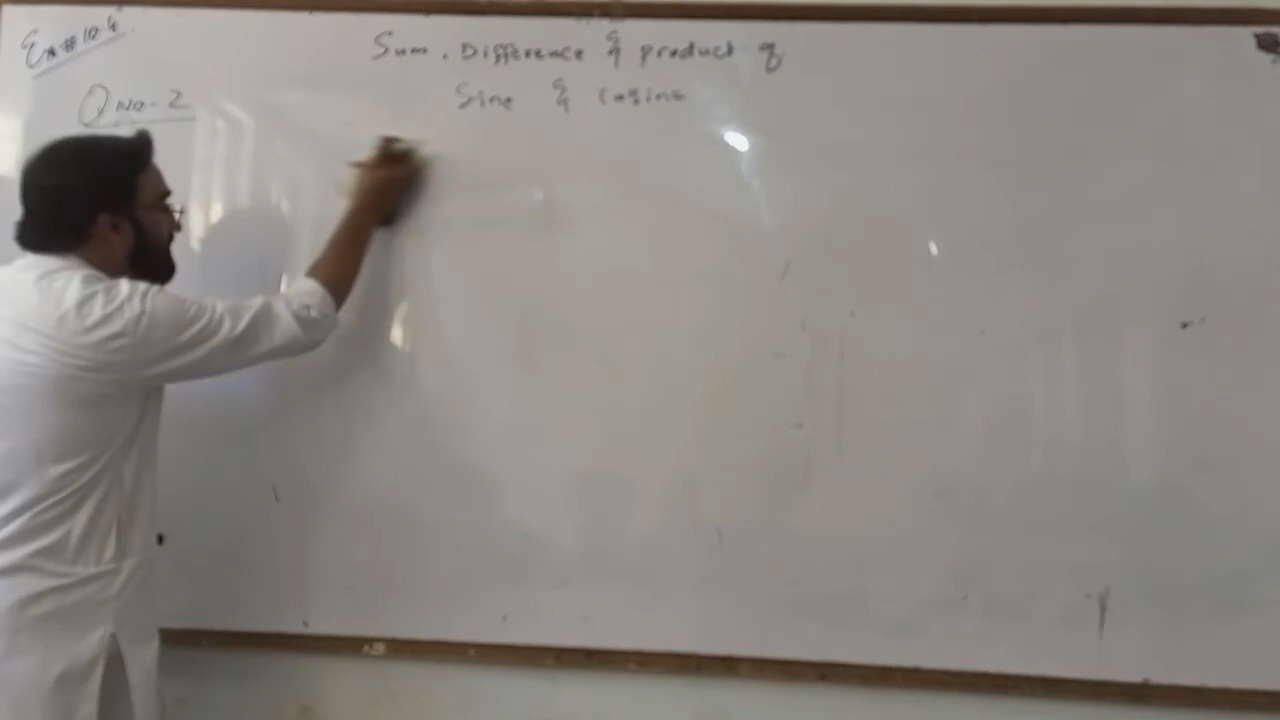 Ex#10.4
Sum, Difference & product of
Sine & Cosine
Q No-2